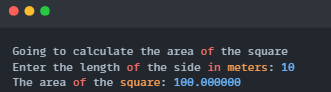 Going to calculate the area of the square
Enter the length of the side in meters: 10
The area of the square: 100.000000